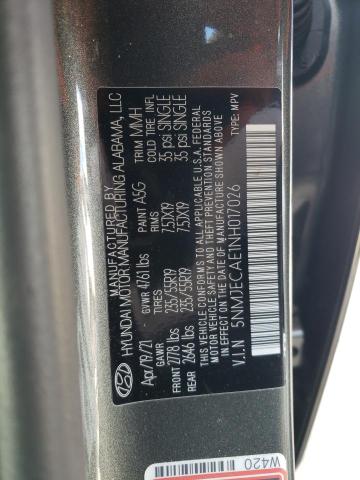 MANUFACTURED BY
HYUNDAI MOTOR MANUFACTURING ALABAMA, LLC
Apr/19/21 GVWR 4761 lbs PAINT A5G TRIM MMH
GAWR TIRES RIMS COLD TIRE INFL.
FRONT 2778 lbs 235/55R19 7.5JX19 35 psi SINGLE
REAR 2646 lbs 235/55R19 7.5JX19 35 psi SINGLE
THIS VEHICLE CONFORMS TO ALL APPLICABLE U.S.A. FEDERAL
MOTOR VEHICLE SAFETY AND THEFT PREVENTION STANDARDS
IN EFFECT ON THE DATE OF MANUFACTURE SHOWN ABOVE.
V.I.N 5NMJECAE1NH017026 TYPE: MPV
W420